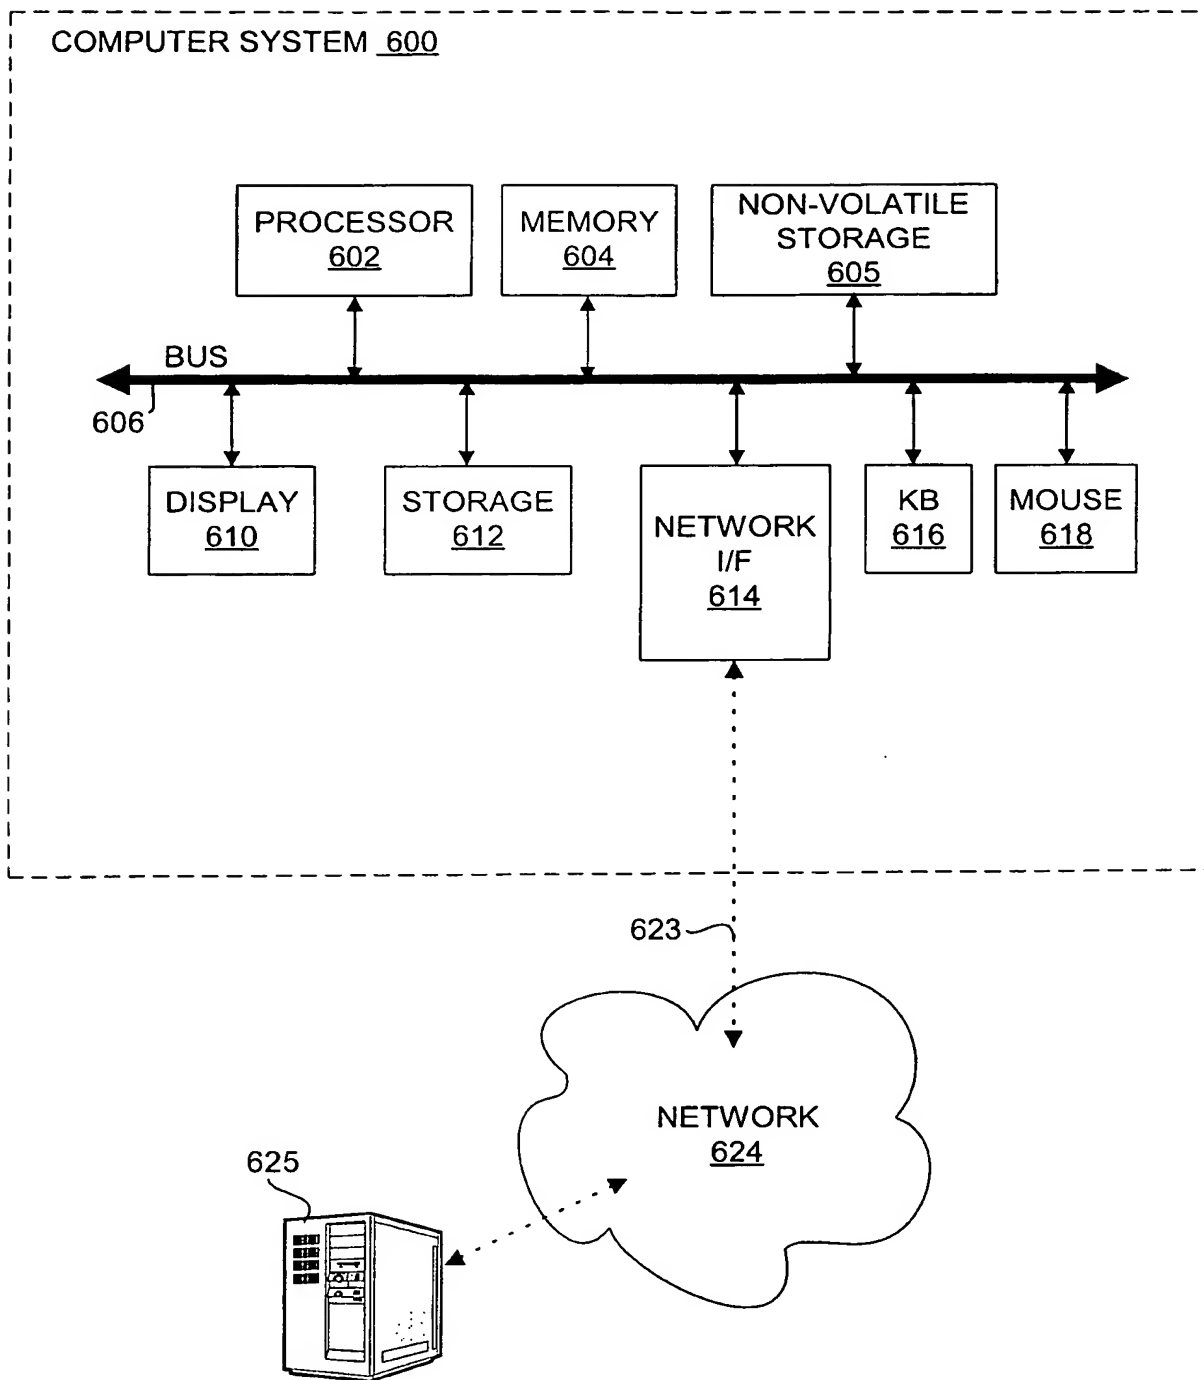 COMPUTER SYSTEM 600
PROCESSOR
602
MEMORY
604
NON-VOLATILE
STORAGE
605
BUS
606
DISPLAY
610
STORAGE
612
NETWORK
I/F
614
KB
616
MOUSE
618
623
NETWORK
624
625